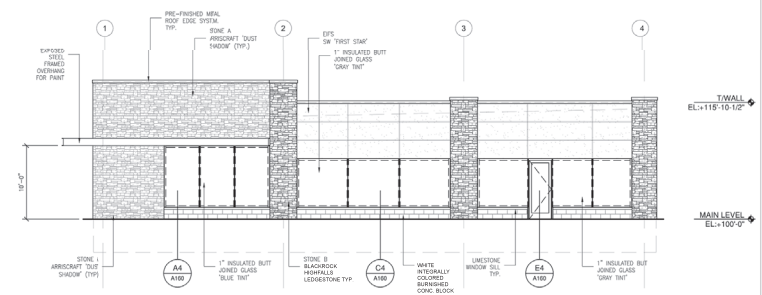 PRE-FINISHED METAL
ROOF EDGE SYSTEM.
TYP.
STONE A
ARRISCRAFT "DUST
SHADOW" (TYP.)
EIFS
SW "FIRST STAR"
1" INSULATED BUTT
JOINED GLASS
"GRAY TINT"
EXPOSED
STEEL
FRAMED
OVERHANG
FOR PAINT
1
2
3
4
T/WALL
EL:+115'-10-1/2"
10'-0"
MAIN LEVEL
EL:+100'-0"
STONE
ARRISCRAFT "DUST
SHADOW" (TYP)
A4
A160
1" INSULATED BUTT
JOINED GLASS
"BLUE TINT"
STONE B
BLACKROCK
HIGHFALLS
LEDGESTONE TYP
C4
A160
WHITE
INTEGRALLY
COLORED
BURNISHED
CONC. BLOCK
LIMESTONE
WINDOW SILL
TYP.
E4
A160
1" INSULATED BUTT
JOINED GLASS
"GRAY TINT"